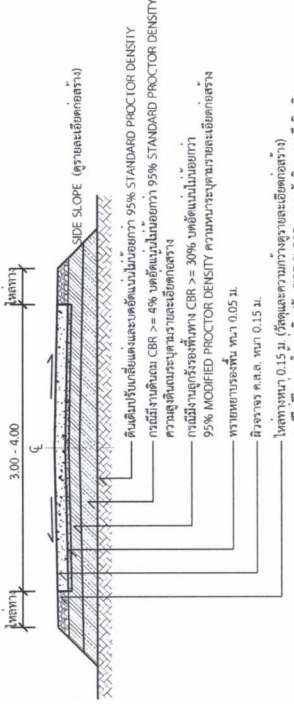 ไหล่ทาง
3.00 - 4.00
ไหล่ทาง
SIDE SLOPE (ดูรายละเอียดก่อสร้าง)
ดินเดิมปรับเกลี่ยแต่งและบดอัดแน่นไม่น้อยกว่า 95% STANDARD PROCTOR DENSITY
กรณีมีงานดินถม CBR >= 4% บดอัดแน่นไม่น้อยกว่า 95% STANDARD PROCTOR DENSITY
ความสูงดินถมระบุตามรายละเอียดก่อสร้าง
กรณีมีงานลูกรังรองพื้นทาง CBR >= 30% บดอัดแน่นไม่น้อยกว่า
95% MODIFIED PROCTOR DENSITY ความหนาระบุตามรายละเอียดก่อสร้าง
ทรายหยาบรองพื้น หนา 0.05 ม.
ผิวจราจร ค.ส.ล. หนา 0.15 ม.
ไหล่ทางหนา 0.15 ม. (วัสดุและความกว้างดูรายละเอียดก่อสร้าง)